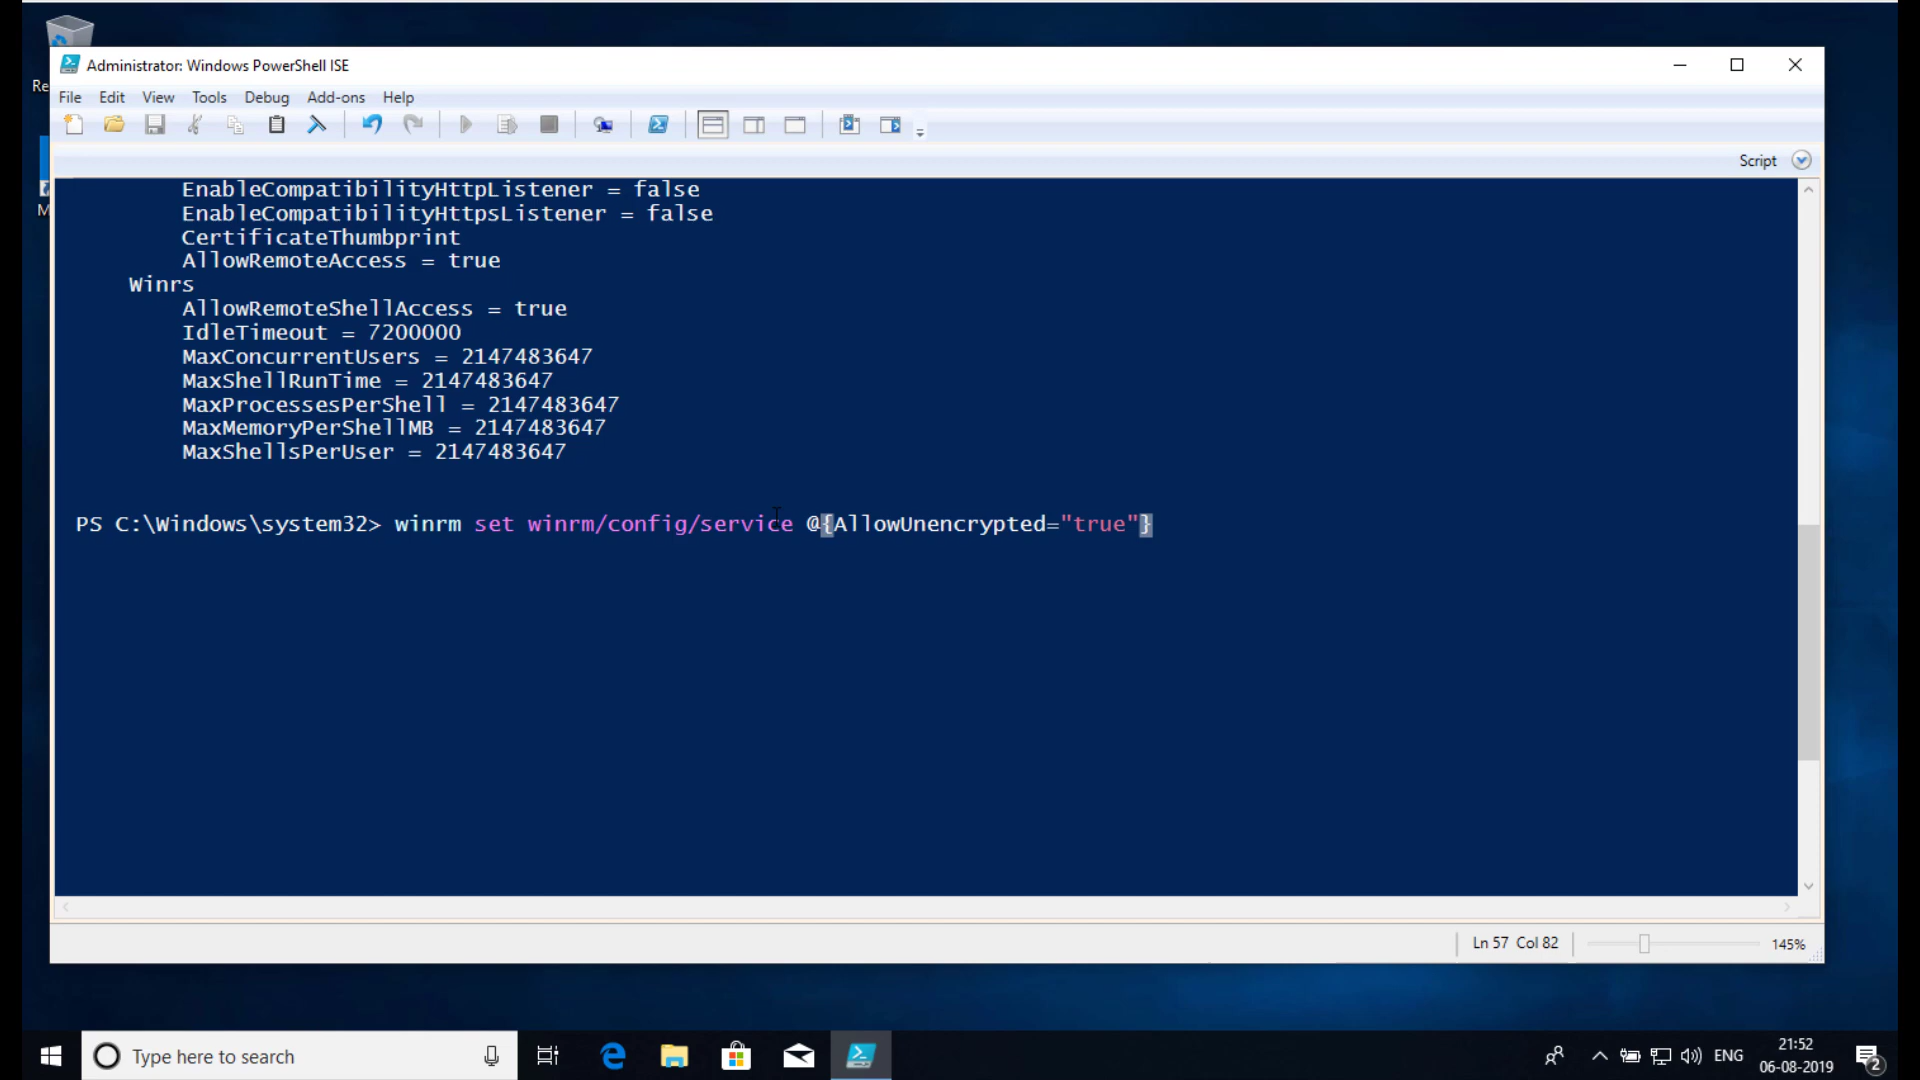 Re
M
Administrator: Windows PowerShell ISE
File Edit View Tools Debug Add-ons Help
Script
EnableCompatibilityHttpListener = false
EnableCompatibilityHttpsListener = false
CertificateThumbprint
AllowRemoteAccess = true
Winrs
AllowRemoteShellAccess = true
IdleTimeout = 7200000
MaxConcurrentUsers = 2147483647
MaxShellRunTime = 2147483647
MaxProcessesPerShell = 2147483647
MaxMemoryPerShellMB = 2147483647
MaxShellsPerUser = 2147483647
PS C:\Windows\system32> winrm set winrm/config/service @{AllowUnencrypted="true"}
Ln 57 Col 82 145%
Type here to search
ENG
21:52
06-08-2019
2